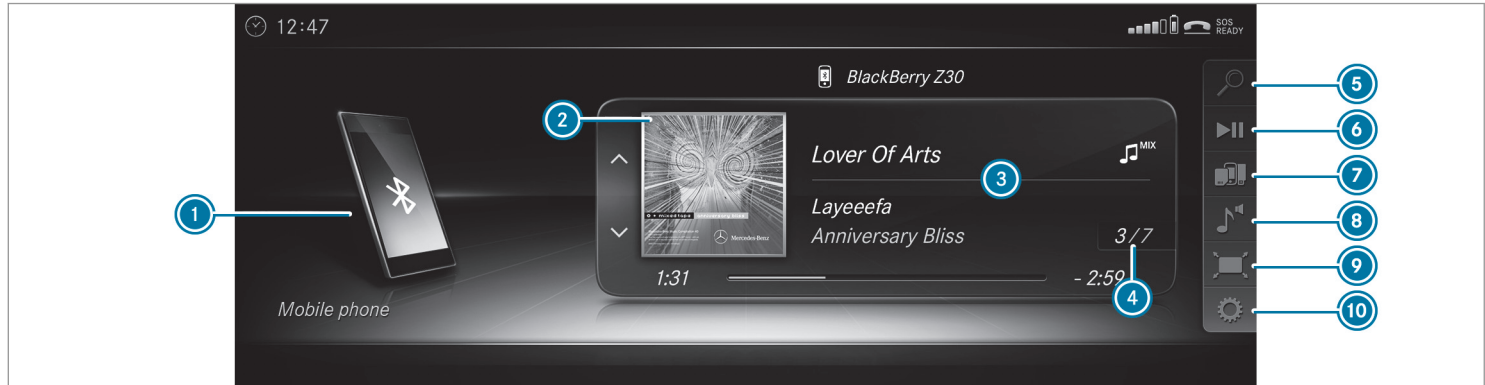 12:47
SOS
READY
BlackBerry Z30
Lover Of Arts
MIX
Layeeefa
Anniversary Bliss
3/7
1:31
- 2:59
mixed tape anniversary bliss
Mercedes-Benz
Mobile phone
1
2
3
4
5
6
7
8
9
10